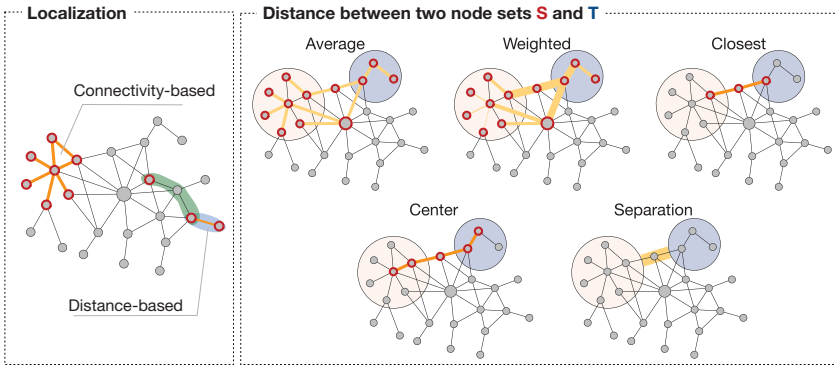 Localization
Distance between two node sets S and T
Average
Weighted
Closest
Connectivity-based
Center
Separation
Distance-based